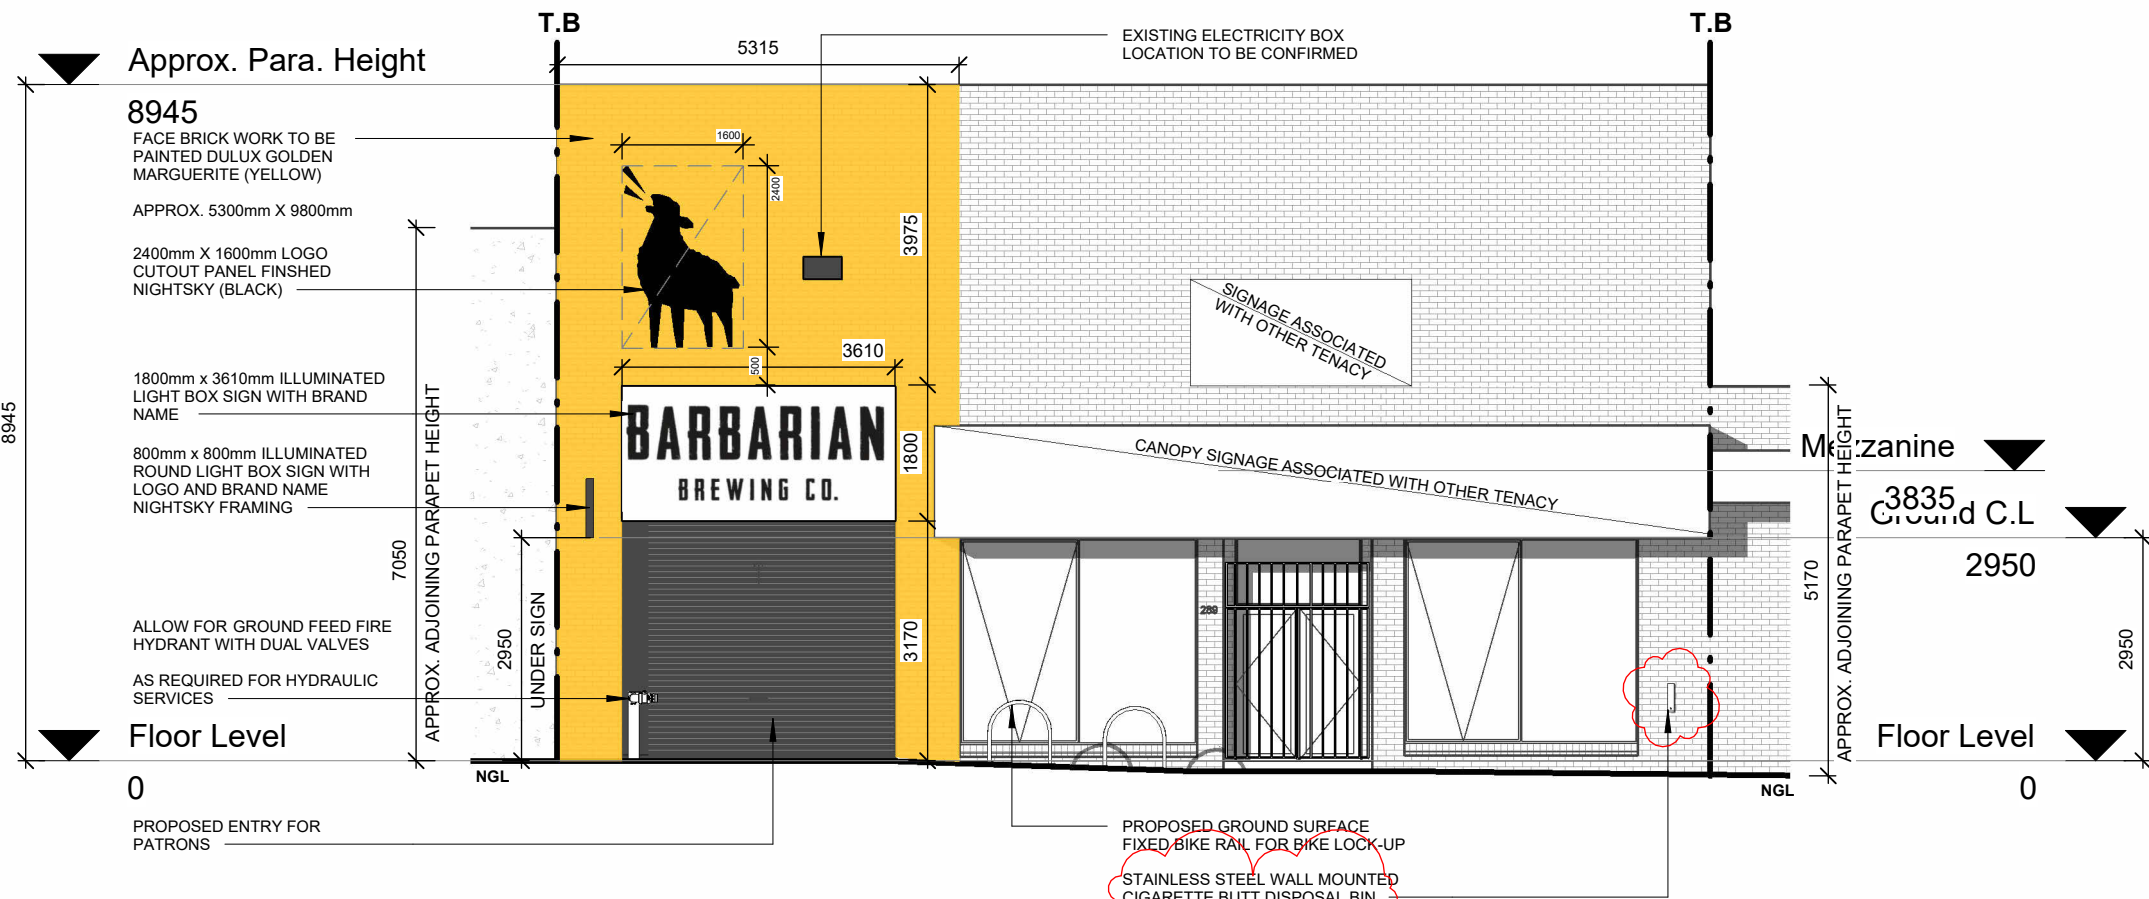 T.B
T.B
5315
EXISTING ELECTRICITY BOX
LOCATION TO BE CONFIRMED
Approx. Para. Height
8945
FACE BRICK WORK TO BE
PAINTED DULUX GOLDEN
MARGUERITE (YELLOW)
APPROX. 5300mm X 9800mm
2400mm X 1600mm LOGO
CUTOUT PANEL FINSHED
NIGHTSKY (BLACK)
1800mm x 3610mm ILLUMINATED
LIGHT BOX SIGN WITH BRAND
NAME
800mm x 800mm ILLUMINATED
ROUND LIGHT BOX SIGN WITH
LOGO AND BRAND NAME
NIGHTSKY FRAMING
ALLOW FOR GROUND FEED FIRE
HYDRANT WITH DUAL VALVES
AS REQUIRED FOR HYDRAULIC
SERVICES
Floor Level
0
PROPOSED ENTRY FOR
PATRONS
8945
7050
APPROX. ADJOINING PARAPET HEIGHT
2950
UNDER SIGN
NGL
1600
2400
500
3610
3975
1800
3170
BARBARIAN
BREWING CO.
SIGNAGE ASSOCIATED
WITH OTHER TENACY
CANOPY SIGNAGE ASSOCIATED WITH OTHER TENACY
289
PROPOSED GROUND SURFACE
FIXED BIKE RAIL FOR BIKE LOCK-UP
STAINLESS STEEL WALL MOUNTED
CIGARETTE BUTT DISPOSAL BIN
NGL
5170
APPROX. ADJOINING PARAPET HEIGHT
Mezzanine
3835
Ground C.L
2950
2950
Floor Level
0